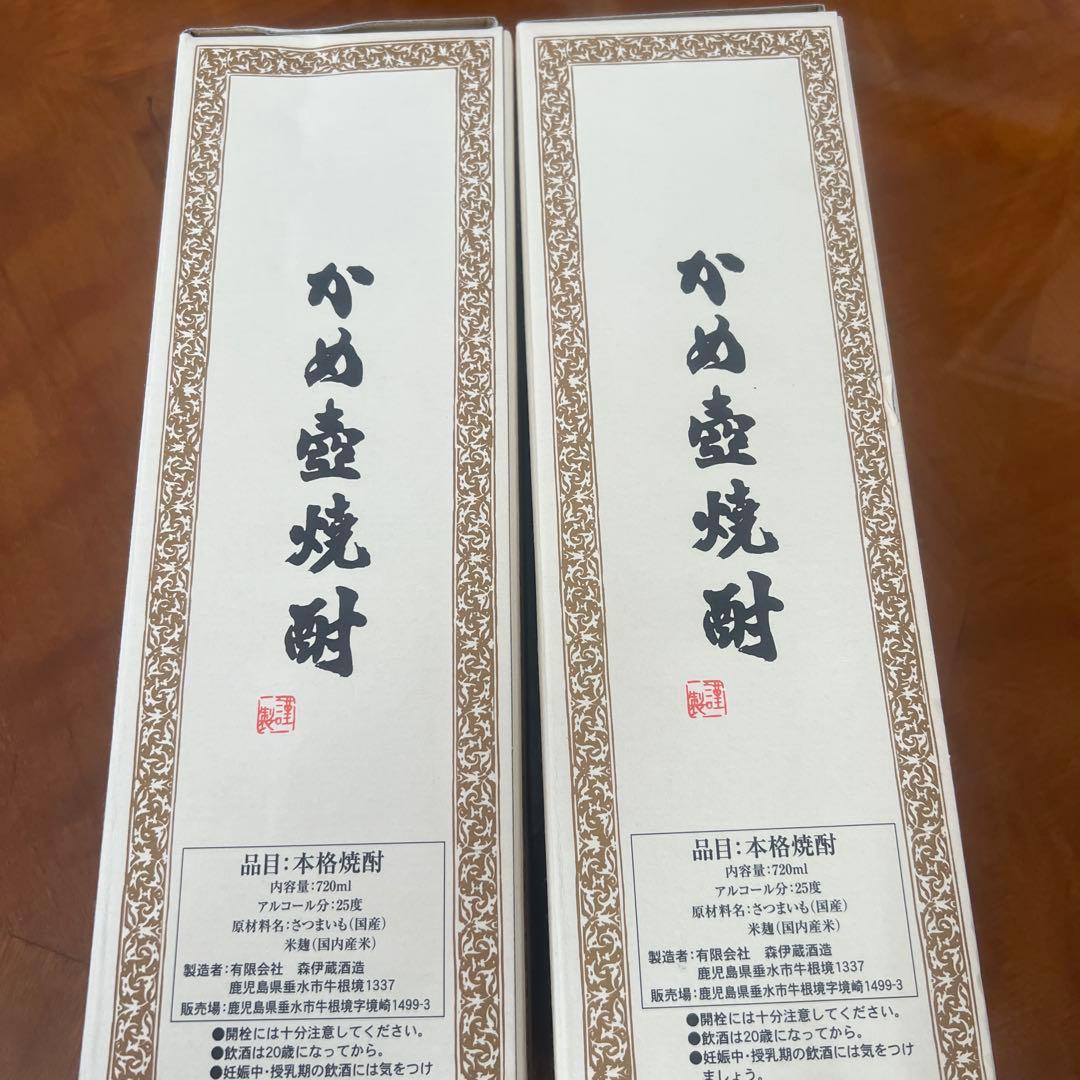 かめ壺焼酎
謹製
品目：本格焼酎
内容量：720ml
アルコール分：25度
原材料名：さつまいも（国産）
米麹（国内産米）
製造者：有限会社　森伊蔵酒造
鹿児島県垂水市牛根境1337
販売場：鹿児島県垂水市牛根境字境崎1499-3
●開栓には十分注意してください。
●飲酒は20歳になってから。
●妊娠中・授乳期の飲酒には気をつけ
かめ壺焼酎
謹製
品目：本格焼酎
内容量：720ml
アルコール分：25度
原材料名：さつまいも（国産）
米麹（国内産米）
製造者：有限会社　森伊蔵酒造
鹿児島県垂水市牛根境1337
販売場：鹿児島県垂水市牛根境字境崎1499-3
●開栓には十分注意してください。
●飲酒は20歳になってから。
●妊娠中・授乳期の飲酒には気をつけ
ましょう。